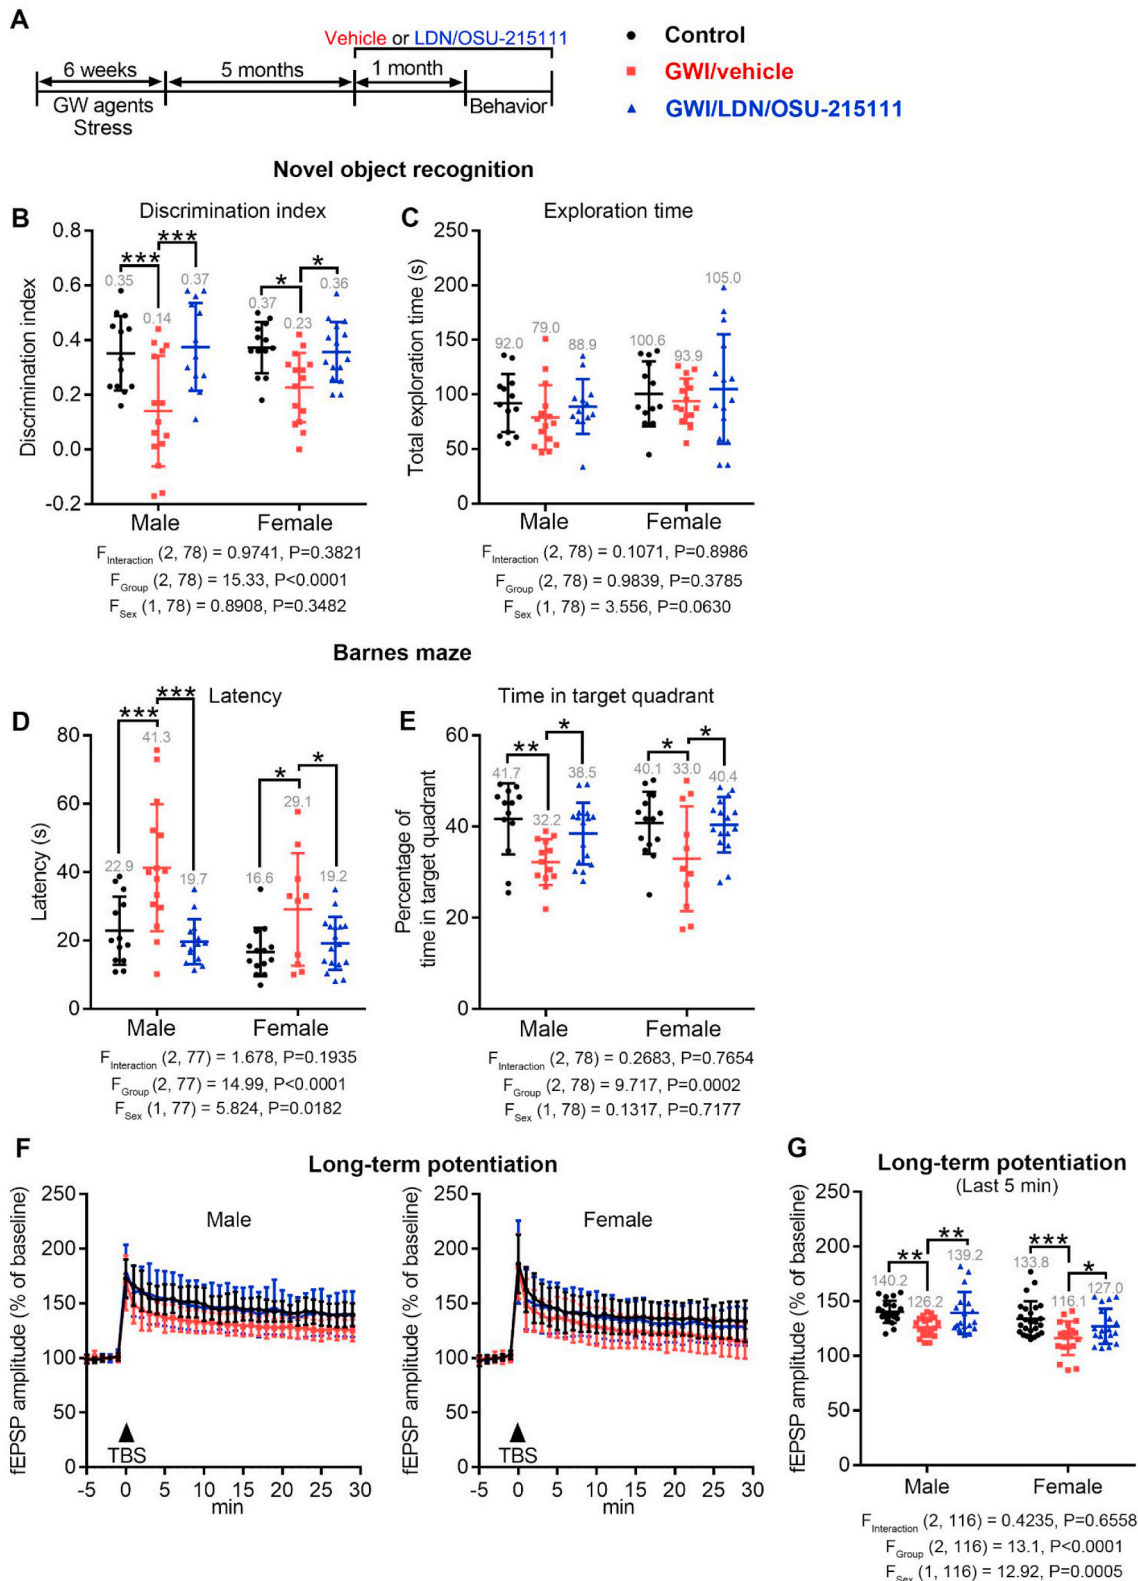 A
Vehicle or LDN/OSU-215111
6 weeks
5 months
1 month
GW agents
Stress
Behavior
Control
GWI/vehicle
GWI/LDN/OSU-215111
Novel object recognition
B
Discrimination index
Discrimination index
0.8
0.6
0.4
0.2
0.0
-0.2
***
***
*
*
0.35
0.14
0.37
0.37
0.23
0.36
Male
Female
F Interaction (2, 78) = 0.9741, P=0.3821
F Group (2, 78) = 15.33, P<0.0001
F Sex (1, 78) = 0.8908, P=0.3482
C
Exploration time
Total exploration time (s)
250
200
150
100
50
0
92.0
79.0
88.9
100.6
93.9
105.0
Male
Female
F Interaction (2, 78) = 0.1071, P=0.8986
F Group (2, 78) = 0.9839, P=0.3785
F Sex (1, 78) = 3.556, P=0.0630
Barnes maze
D
Latency
Latency (s)
80
60
40
20
0
***
***
*
*
22.9
41.3
19.7
16.6
29.1
19.2
Male
Female
F Interaction (2, 77) = 1.678, P=0.1935
F Group (2, 77) = 14.99, P<0.0001
F Sex (1, 77) = 5.824, P=0.0182
E
Time in target quadrant
Percentage of
time in target quadrant
60
40
20
0
**
*
*
*
41.7
32.2
38.5
40.1
33.0
40.4
Male
Female
F Interaction (2, 78) = 0.2683, P=0.7654
F Group (2, 78) = 9.717, P=0.0002
F Sex (1, 78) = 0.1317, P=0.7177
F
Long-term potentiation
fEPSP amplitude (% of baseline)
250
200
150
100
50
0
Male
TBS
-5 0 5 10 15 20 25 30
min
fEPSP amplitude (% of baseline)
250
200
150
100
50
0
Female
TBS
-5 0 5 10 15 20 25 30
min
G
Long-term potentiation
(Last 5 min)
fEPSP amplitude (% of baseline)
250
200
150
100
50
0
**
**
***
*
140.2
126.2
139.2
133.8
116.1
127.0
Male
Female
F Interaction (2, 116) = 0.4235, P=0.6558
F Group (2, 116) = 13.1, P<0.0001
F Sex (1, 116) = 12.92, P=0.0005